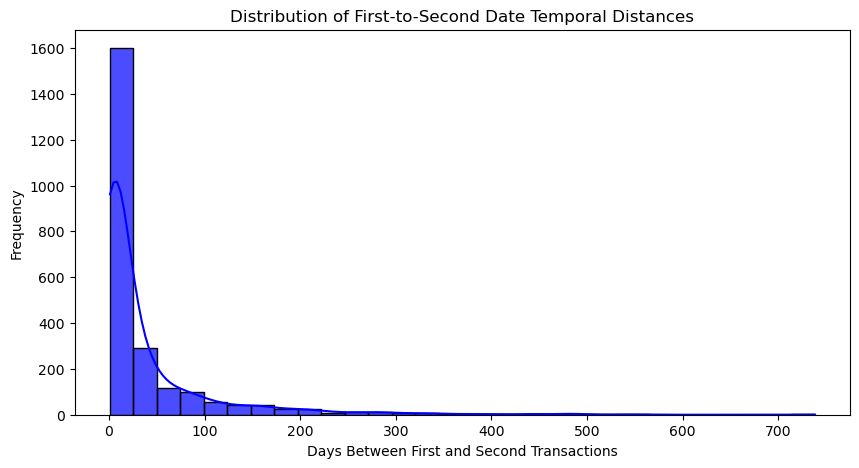 Distribution of First-to-Second Date Temporal Distances
1600
1400
1200
1000
800
600
400
200
0
Frequency
0 100 200 300 400 500 600 700
Days Between First and Second Transactions